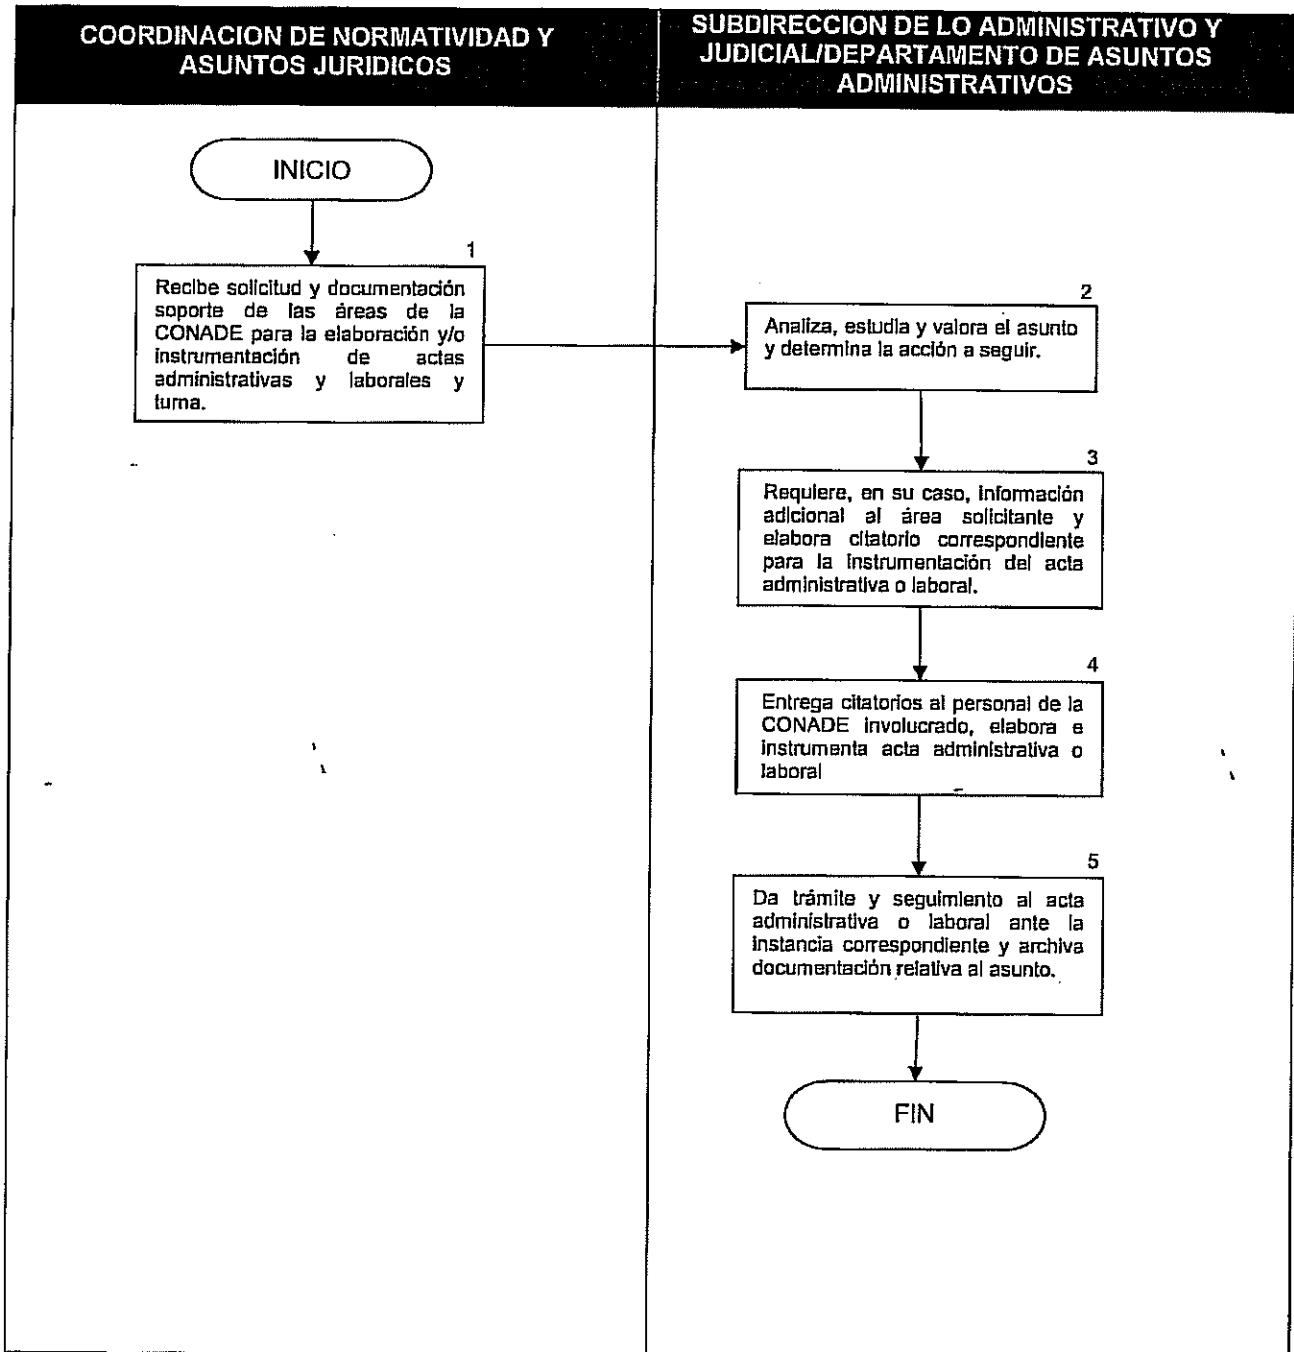 COORDINACION DE NORMATIVIDAD Y
ASUNTOS JURIDICOS
SUBDIRECCION DE LO ADMINISTRATIVO Y
JUDICIAL/DEPARTAMENTO DE ASUNTOS
ADMINISTRATIVOS
INICIO
1
Recibe solicitud y documentación
soporte de las áreas de la
CONADE para la elaboración y/o
instrumentación de actas
administrativas y laborales y
turna.
2
Analiza, estudia y valora el asunto
y determina la acción a seguir.
3
Requiere, en su caso, información
adicional al área solicitante y
elabora citatorio correspondiente
para la instrumentación del acta
administrativa o laboral.
4
Entrega citatorios al personal de la
CONADE involucrado, elabora e
instrumenta acta administrativa o
laboral
5
Da trámite y seguimiento al acta
administrativa o laboral ante la
instancia correspondiente y archiva
documentación relativa al asunto.
FIN